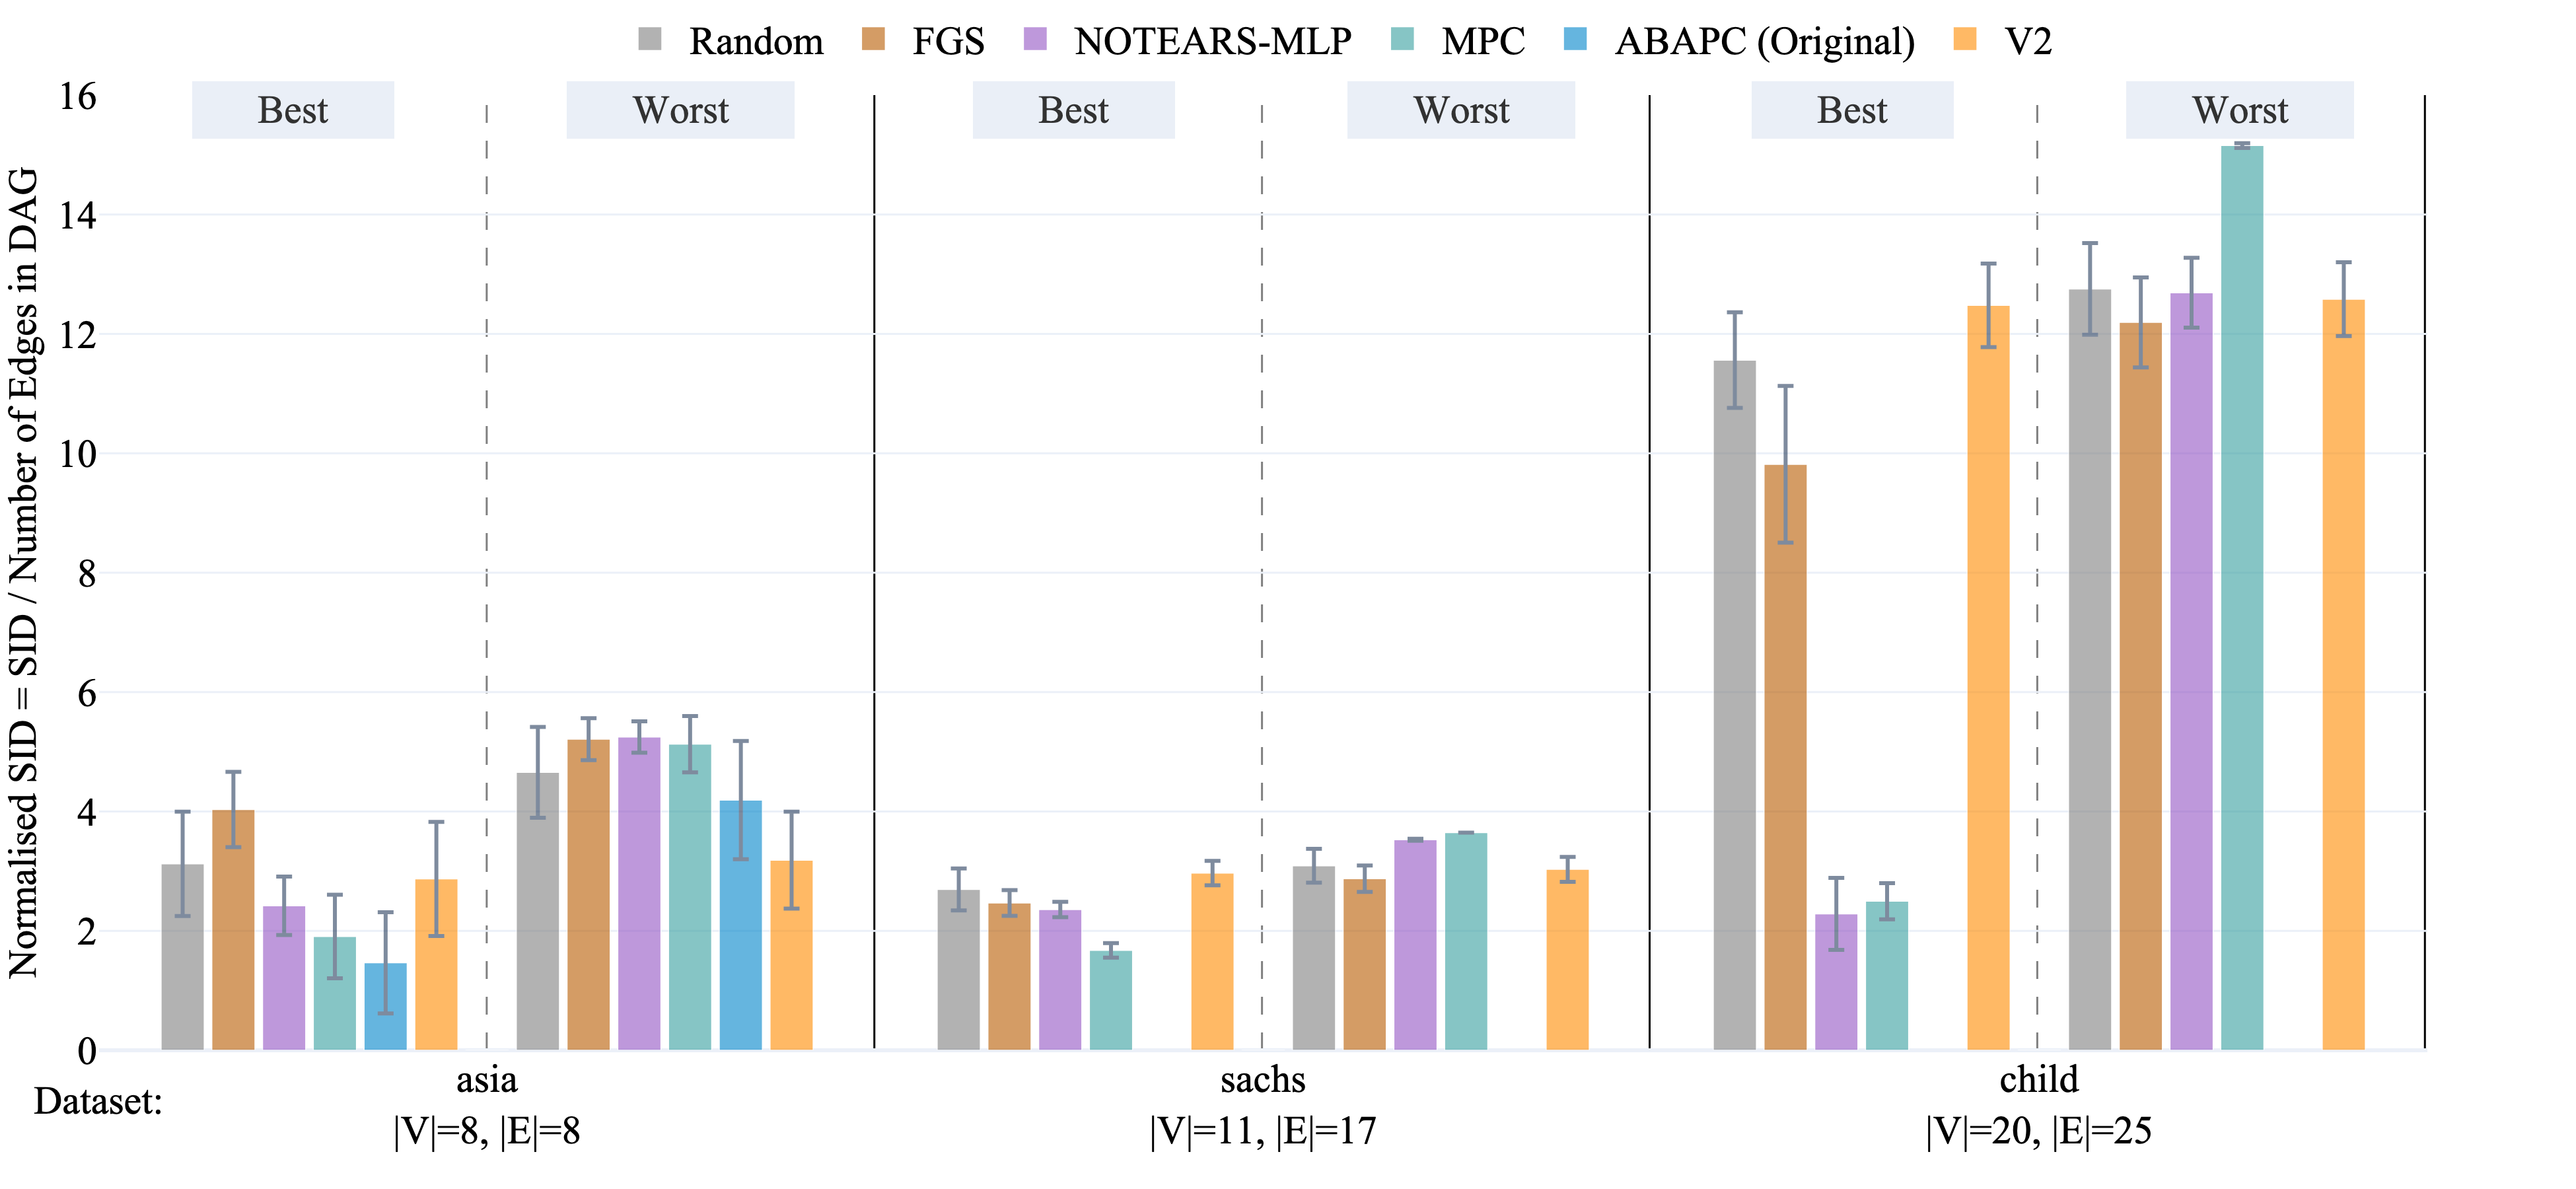 Random FGS NOTEARS-MLP MPC ABAPC (Original) V2
Best Worst Best Worst Best Worst
Normalised SID = SID / Number of Edges in DAG
16
14
12
10
8
6
4
2
0
asia sachs child
Dataset:
|V|=8, |E|=8 |V|=11, |E|=17 |V|=20, |E|=25